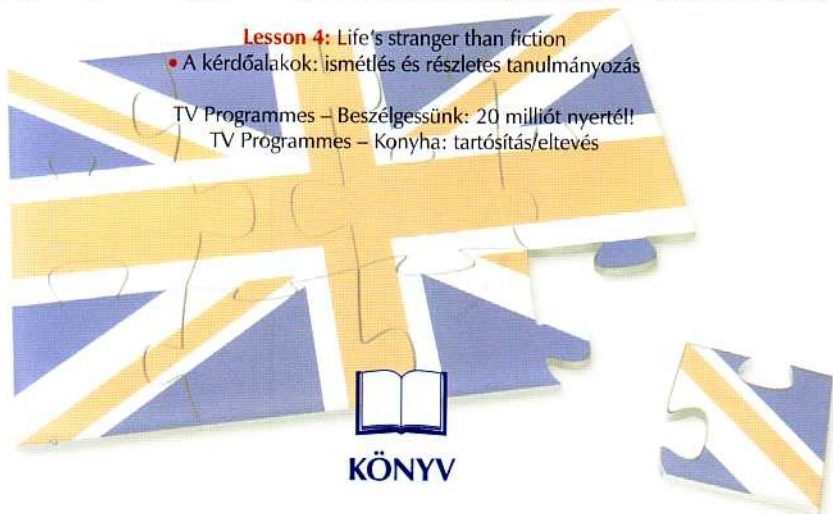 Lesson 4: Life's stranger than fiction
• A kérdőalakok: ismétlés és részletes tanulmányozás
TV Programmes – Beszélgessünk: 20 milliót nyertél!
TV Programmes – Konyha: tartósítás/eltevés
KÖNYV